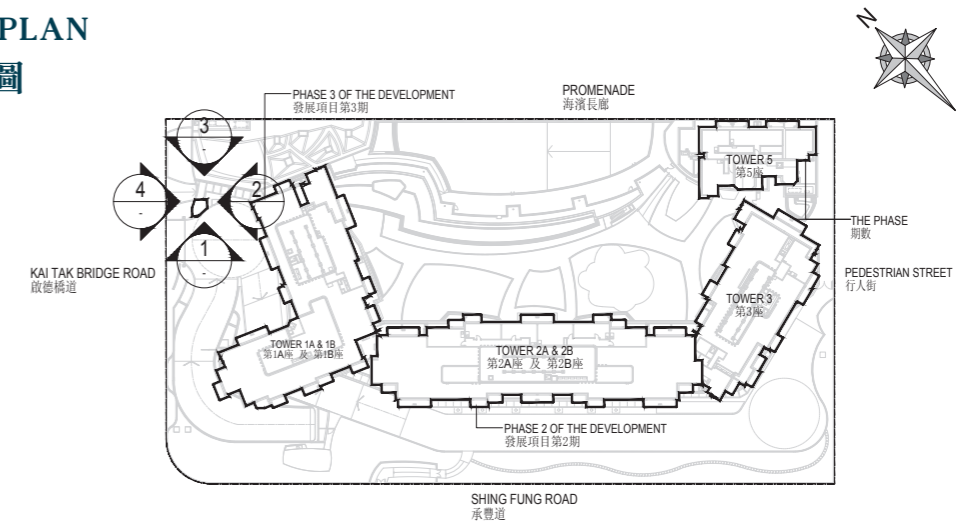 PLAN
圖
N
PHASE 3 OF THE DEVELOPMENT
發展項目第3期
PROMENADE
海濱長廊
3
-
4
-
2
-
1
-
TOWER 5
第5座
THE PHASE
期數
KAI TAK BRIDGE ROAD
啟德橋道
PEDESTRIAN STREET
行人街
TOWER 3
第3座
TOWER 1A & 1B
第1A座 及 第1B座
TOWER 2A & 2B
第2A座 及 第2B座
PHASE 2 OF THE DEVELOPMENT
發展項目第2期
SHING FUNG ROAD
承豐道